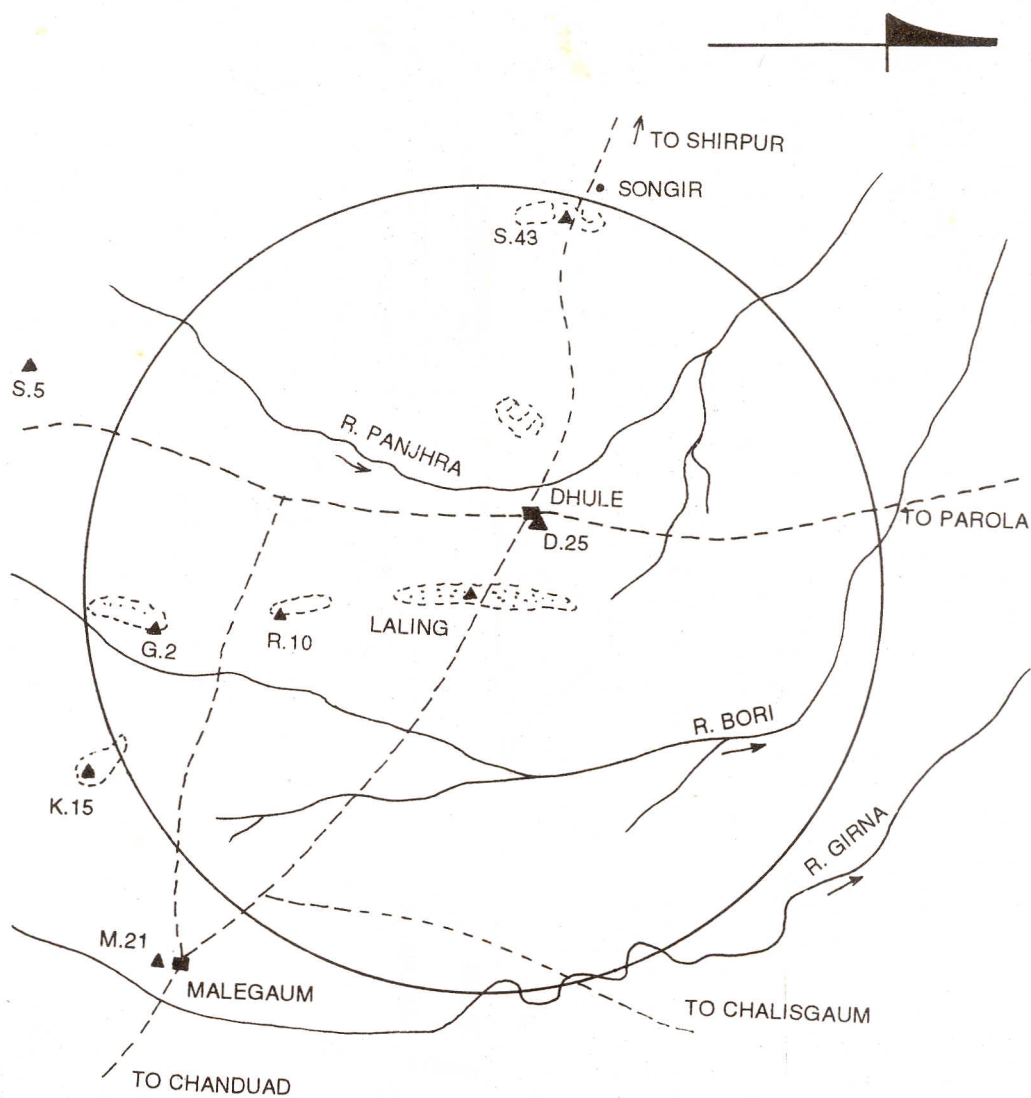 TO SHIRPUR
SONGIR
S.43
S.5
R. PANJHRA
DHULE
D.25
TO PAROLA
LALING
G.2
R.10
R. BORI
K.15
R. GIRNA
M.21
MALEGAUM
TO CHALISGAUM
TO CHANDUAD